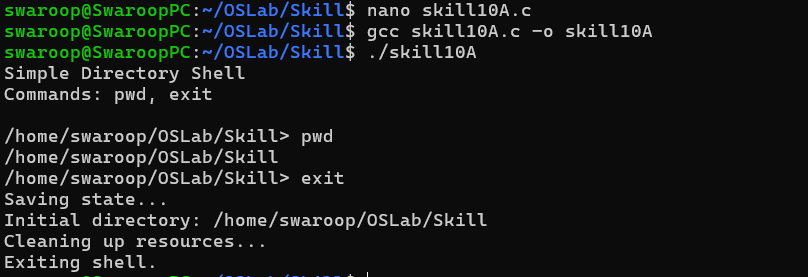 swaroop@SwaroopPC:~/OSLab/Skill$ nano skill10A.c
swaroop@SwaroopPC:~/OSLab/Skill$ gcc skill10A.c -o skill10A
swaroop@SwaroopPC:~/OSLab/Skill$ ./skill10A
Simple Directory Shell
Commands: pwd, exit

/home/swaroop/OSLab/Skill> pwd
/home/swaroop/OSLab/Skill
/home/swaroop/OSLab/Skill> exit
Saving state...
Initial directory: /home/swaroop/OSLab/Skill
Cleaning up resources...
Exiting shell.